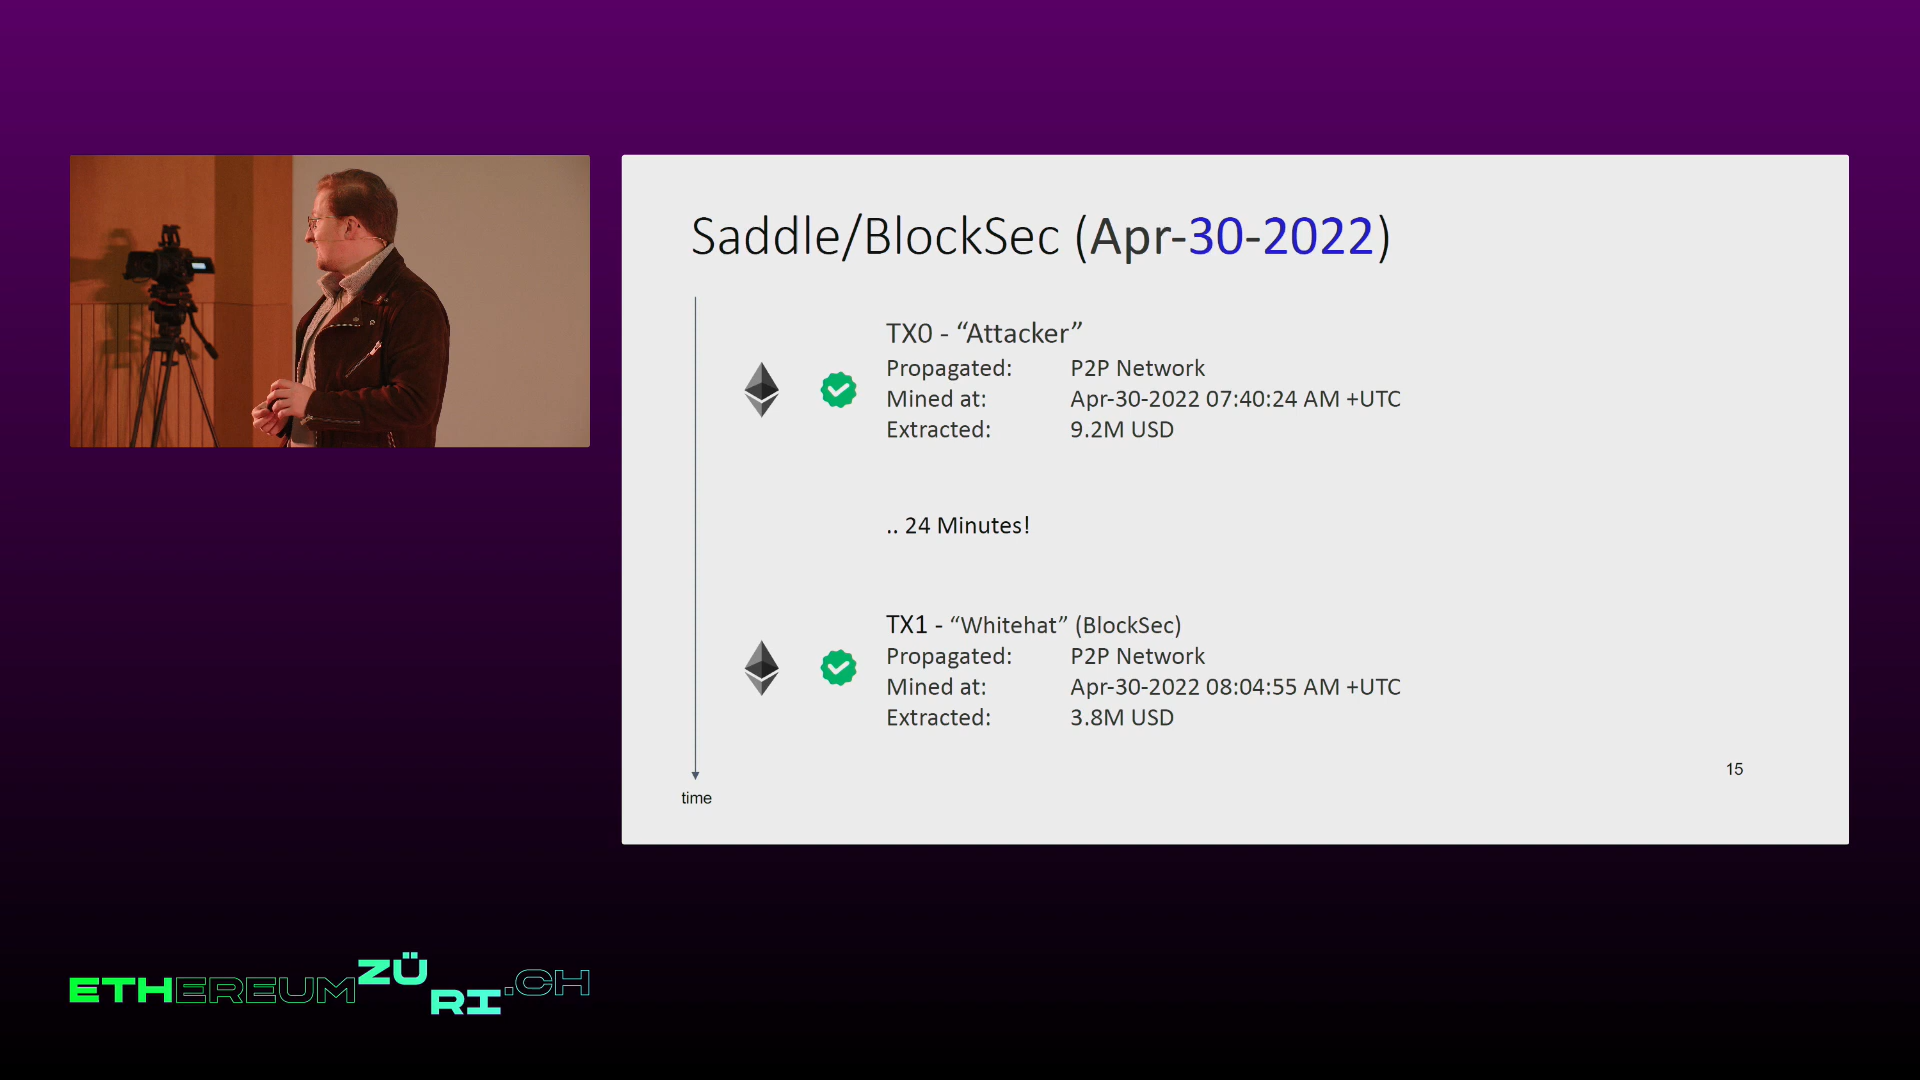 Saddle/BlockSec (Apr-30-2022)
TX0 - “Attacker”
Propagated: P2P Network
Mined at: Apr-30-2022 07:40:24 AM +UTC
Extracted: 9.2M USD
.. 24 Minutes!
TX1 - “Whitehat” (BlockSec)
Propagated: P2P Network
Mined at: Apr-30-2022 08:04:55 AM +UTC
Extracted: 3.8M USD
15
time
ETHEREUMZÜRI.CH